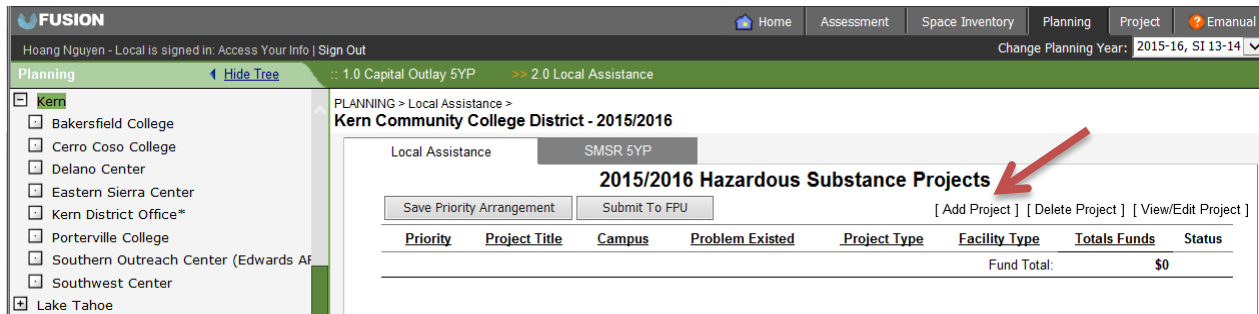 FUSION Home Assessment Space Inventory Planning Project Emanual
Hoang Nguyen - Local is signed in: Access Your Info | Sign Out Change Planning Year: 2015-16, SI 13-14
Planning Hide Tree :: 1.0 Capital Outlay 5YP >> 2.0 Local Assistance
Kern
Bakersfield College
Cerro Coso College
Delano Center
Eastern Sierra Center
Kern District Office*
Porterville College
Southern Outreach Center (Edwards AF
Southwest Center
Lake Tahoe
PLANNING > Local Assistance >
Kern Community College District - 2015/2016
Local Assistance SMSR 5YP
2015/2016 Hazardous Substance Projects
Save Priority Arrangement Submit To FPU [ Add Project ] [ Delete Project ] [ View/Edit Project ]
Priority Project Title Campus Problem Existed Project Type Facility Type Totals Funds Status
Fund Total: $0